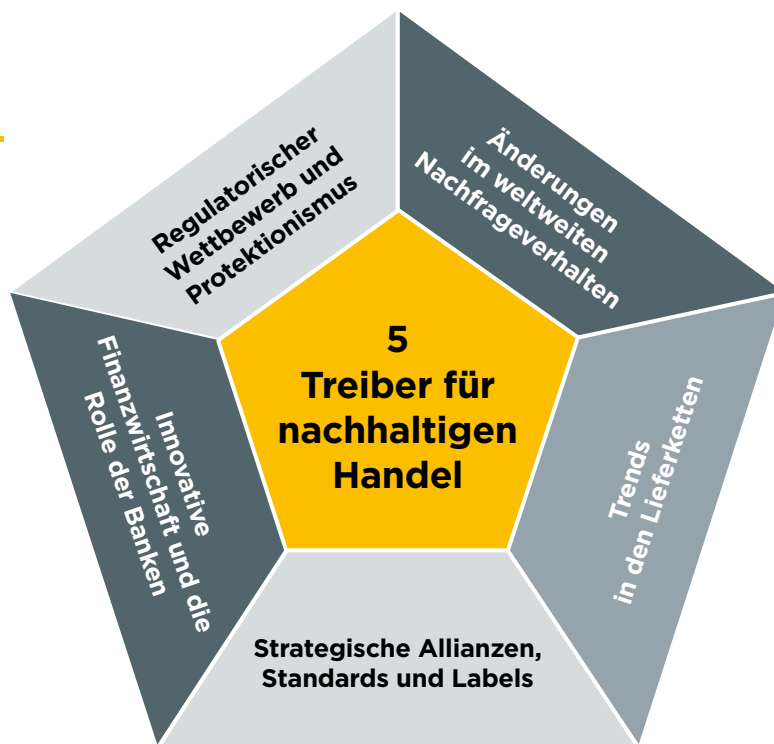 5
Treiber für
nachhaltigen
Handel
Änderungen
im weltweiten
Nachfrageverhalten
Trends
in den Lieferketten
Strategische Allianzen,
Standards und Labels
Innovative
Finanzwirtschaft und die
Rolle der Banken
Regulatorischer
Wettbewerb und
Protektionismus